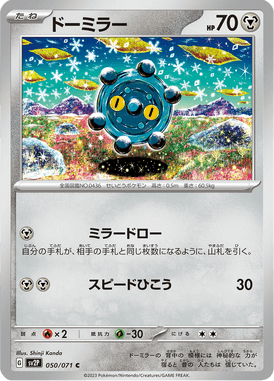 たね
ドーミラー
HP70
全国図鑑NO.0436 せいどうポケモン 高さ：0.5m 重さ：60.5kg
ミラードロー
自分の手札が、相手の手札と同じ枚数になるように、山札を引く。
スピードひこう 30
弱点 ×2 抵抗力 -30 にげる
Illus. Shinji Kanda
SV2P 050/071 C
ドーミラーの 背中の 模様には 神秘的な 力が
宿ると 昔の 人たちは 信じていた。
©2023 Pokémon/Nintendo/Creatures/GAME FREAK.